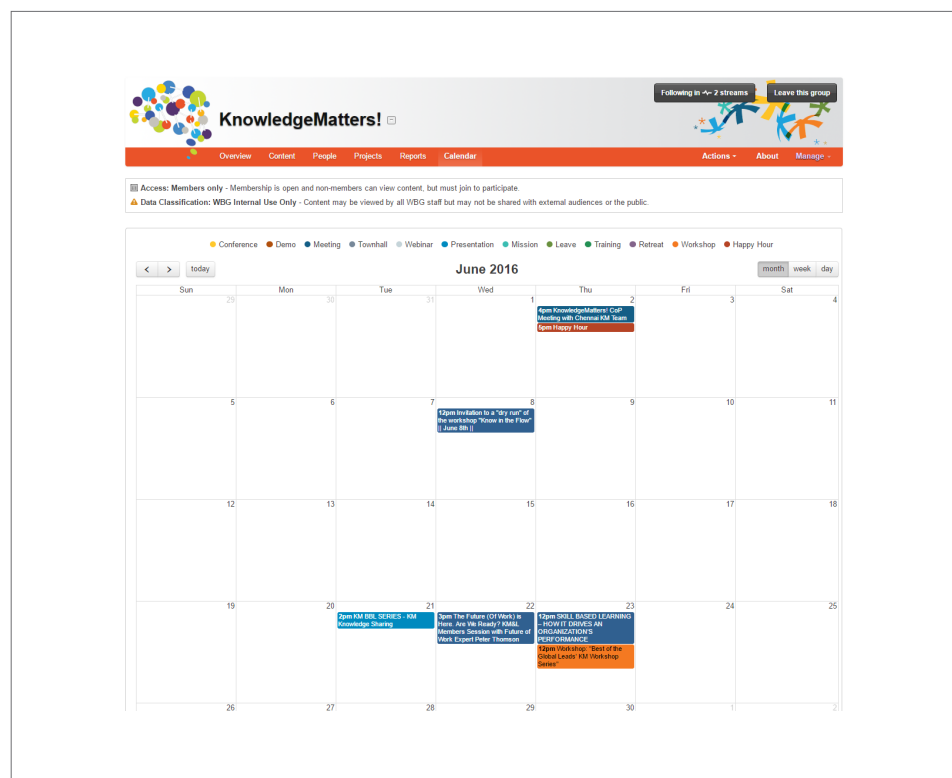 Following in 2 streams
Leave this group
KnowledgeMatters!
Overview Content People Projects Reports Calendar Actions About Manage
Access: Members only - Membership is open and non-members can view content, but must join to participate.
Data Classification: WBG Internal Use Only - Content may be viewed by all WBG staff but may not be shared with external audiences or the public.
Conference Demo Meeting Townhall Webinar Presentation Mission Leave Training Retreat Workshop Happy Hour
< > today June 2016 month week day
Sun Mon Tue Wed Thu Fri Sat
29 30 31 1 2 3 4
4pm KnowledgeMatters! CoP
Meeting with Chennai KM Team
5pm Happy Hour
5 6 7 8 9 10 11
12pm Invitation to a "dry run" of
the workshop "Know in the Flow"
|| June 8th ||
12 13 14 15 16 17 18
19 20 21 22 23 24 25
2pm KM BBL SERIES - KM
Knowledge Sharing
3pm The Future (Of Work) is
Here. Are We Ready? KM&L
Members Session with Future of
Work Expert Peter Thomson
12pm SKILL BASED LEARNING
– HOW IT DRIVES AN
ORGANIZATION'S
PERFORMANCE
12pm Workshop: "Best of the
Global Leads' KM Workshop
Series"
26 27 28 29 30 1 2